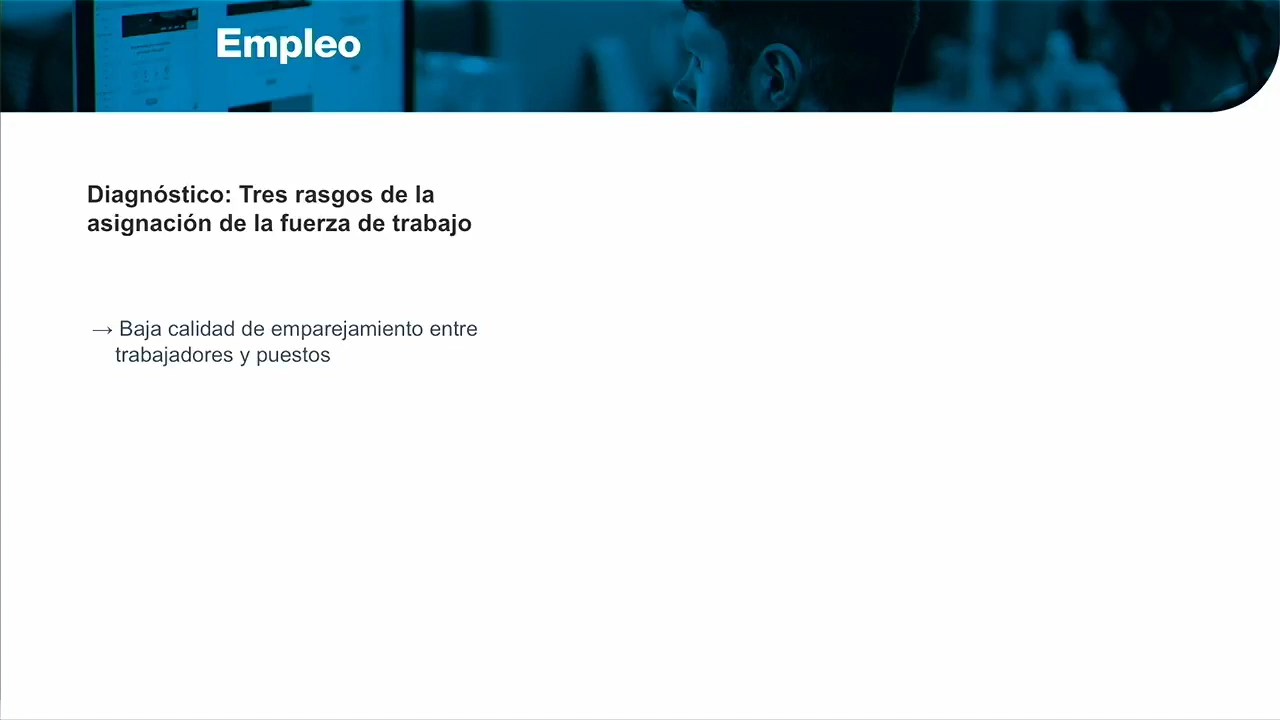 Empleo
Diagnóstico: Tres rasgos de la
asignación de la fuerza de trabajo
→ Baja calidad de emparejamiento entre
trabajadores y puestos